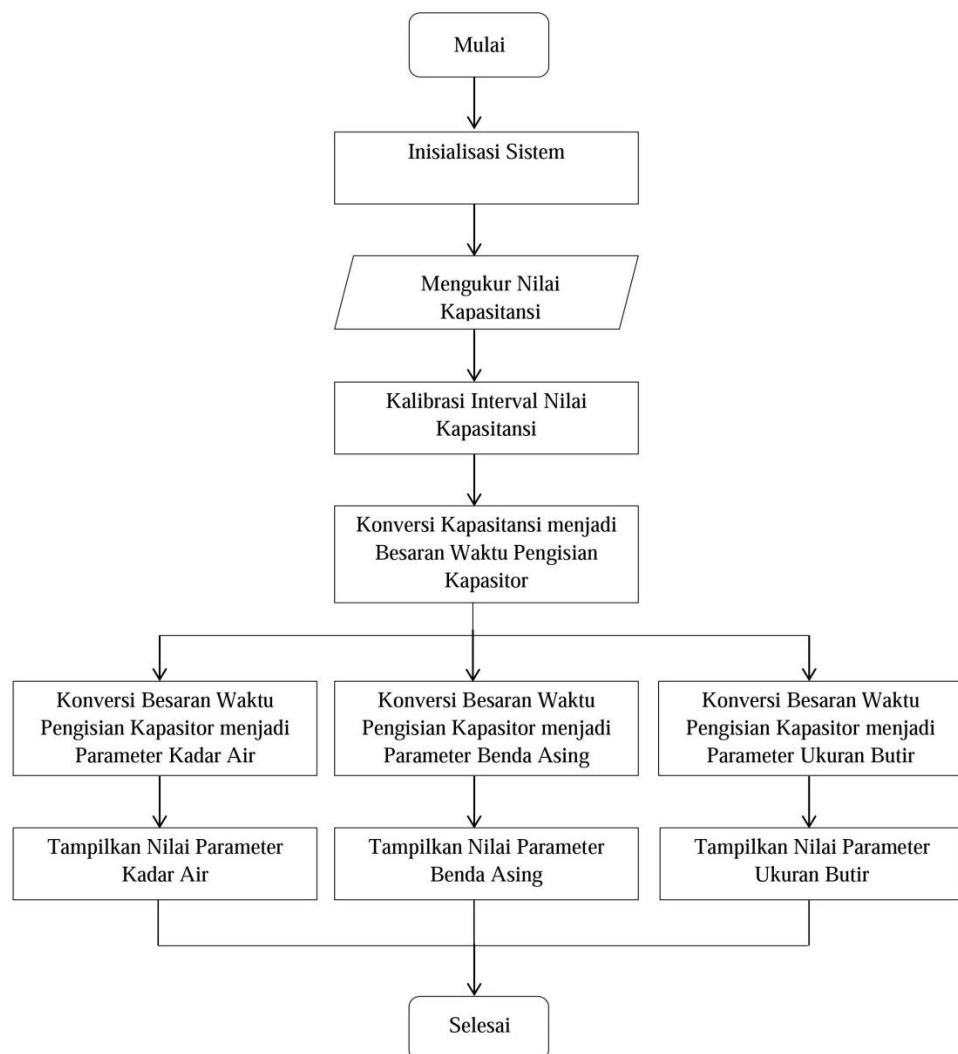 Mulai
Inisialisasi Sistem
Mengukur Nilai
Kapasitansi
Kalibrasi Interval Nilai
Kapasitansi
Konversi Kapasitansi menjadi
Besaran Waktu Pengisian
Kapasitor
Konversi Besaran Waktu
Pengisian Kapasitor menjadi
Parameter Kadar Air
Konversi Besaran Waktu
Pengisian Kapasitor menjadi
Parameter Benda Asing
Konversi Besaran Waktu
Pengisian Kapasitor menjadi
Parameter Ukuran Butir
Tampilkan Nilai Parameter
Kadar Air
Tampilkan Nilai Parameter
Benda Asing
Tampilkan Nilai Parameter
Ukuran Butir
Selesai